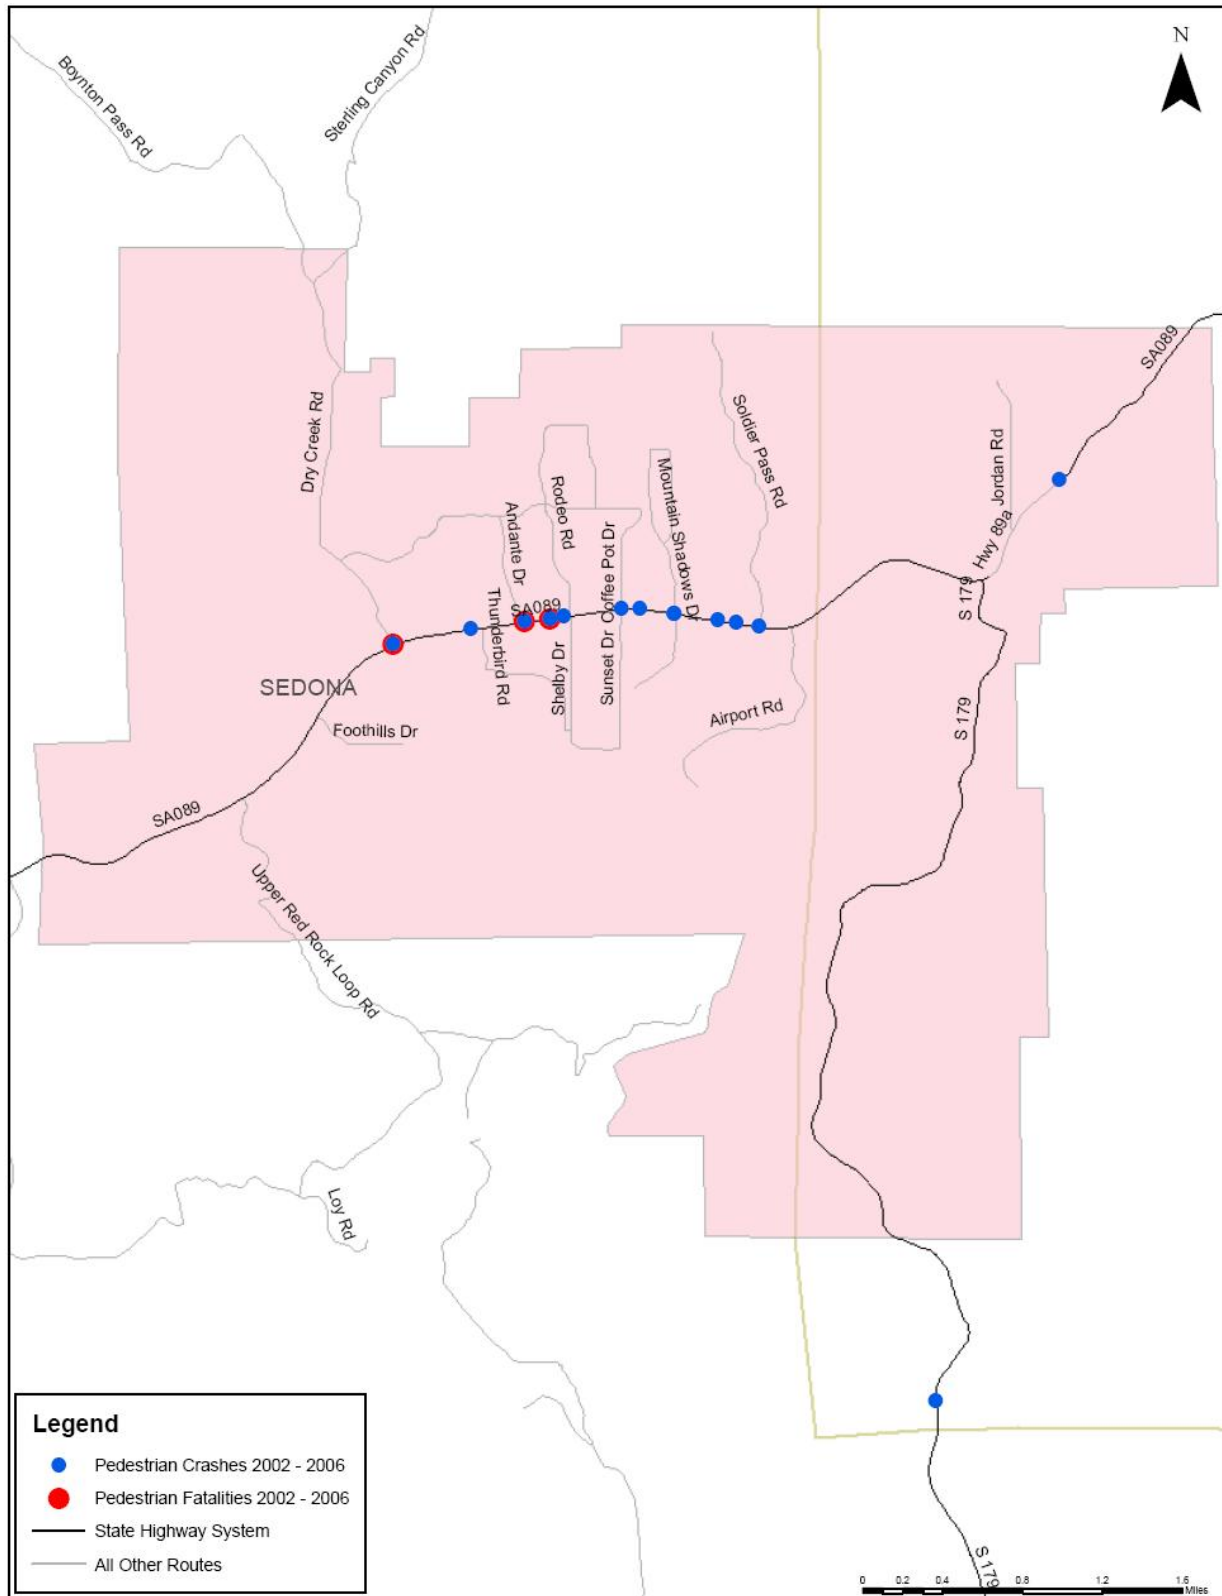 N
Boynton Pass Rd
Sterling Canyon Rd
SA089
Dry Creek Rd
Soldier Pass Rd
Jordan Rd
Rodeo Rd
Mountain Shadows Dr
Andante Dr
Coffee Pot Dr
Hwy 89a
SA089
S 179
Thunderbird Rd
Shelby Dr
Sunset Dr
SEDONA
Airport Rd
S 179
Foothills Dr
SA089
Upper Red Rock Loop Rd
Loy Rd
Legend
Pedestrian Crashes 2002 - 2006
Pedestrian Fatalities 2002 - 2006
State Highway System
All Other Routes
S 179
0 0.2 0.4 0.8 1.2 1.6
Miles